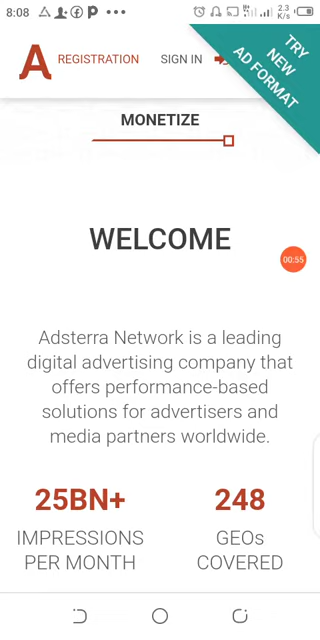 8:08
2.3
K/s
A REGISTRATION SIGN IN
TRY
NEW
AD FORMAT
MONETIZE
WELCOME
00:55
Adsterra Network is a leading
digital advertising company that
offers performance-based
solutions for advertisers and
media partners worldwide.
25BN+ 248
IMPRESSIONS GEOs
PER MONTH COVERED